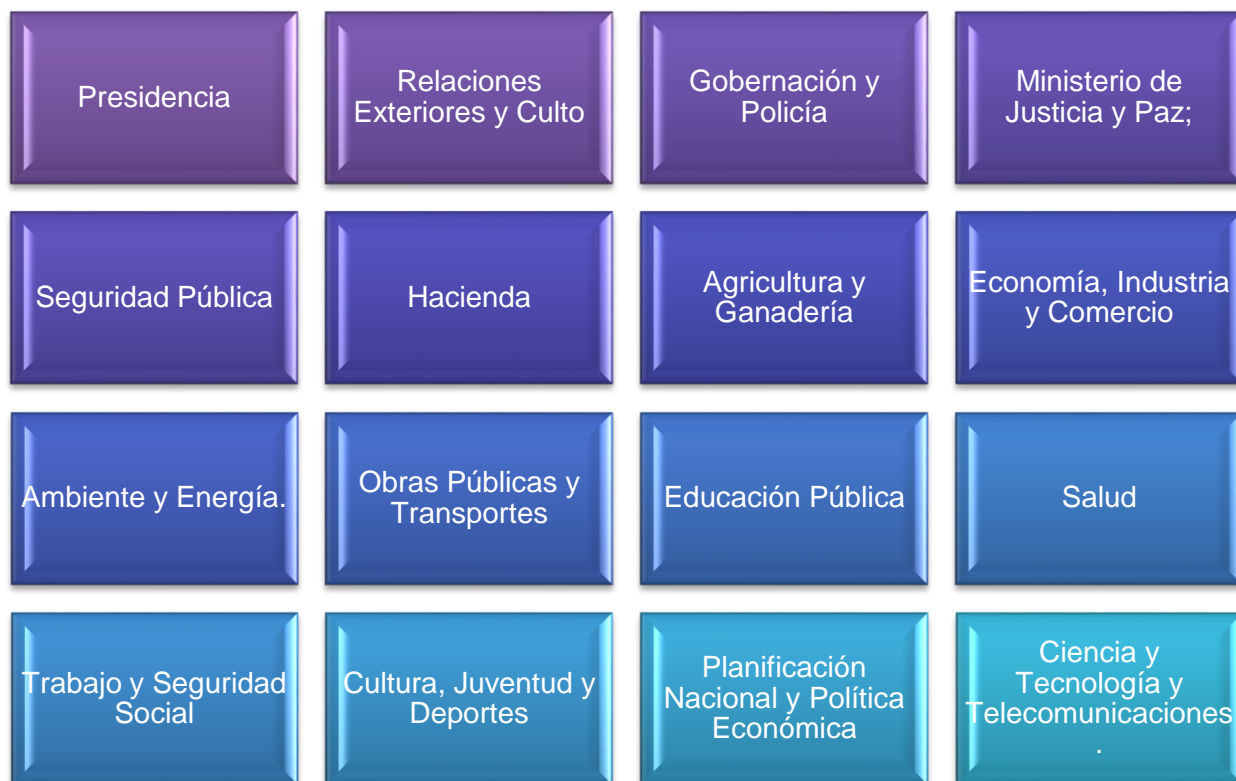 Presidencia
Relaciones
Exteriores y Culto
Gobernación y
Policía
Ministerio de
Justicia y Paz;
Seguridad Pública
Hacienda
Agricultura y
Ganadería
Economía, Industria
y Comercio
Ambiente y Energía.
Obras Públicas y
Transportes
Educación Pública
Salud
Trabajo y Seguridad
Social
Cultura, Juventud y
Deportes
Planificación
Nacional y Política
Económica
Ciencia y
Tecnología y
Telecomunicaciones
.